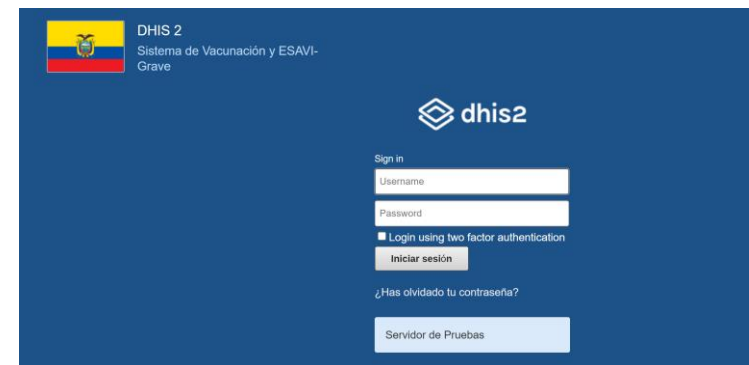 DHIS 2
Sistema de Vacunación y ESAVI-
Grave
dhis2
Sign in
Username
Password
Login using two factor authentication
Iniciar sesión
¿Has olvidado tu contraseña?
Servidor de Pruebas